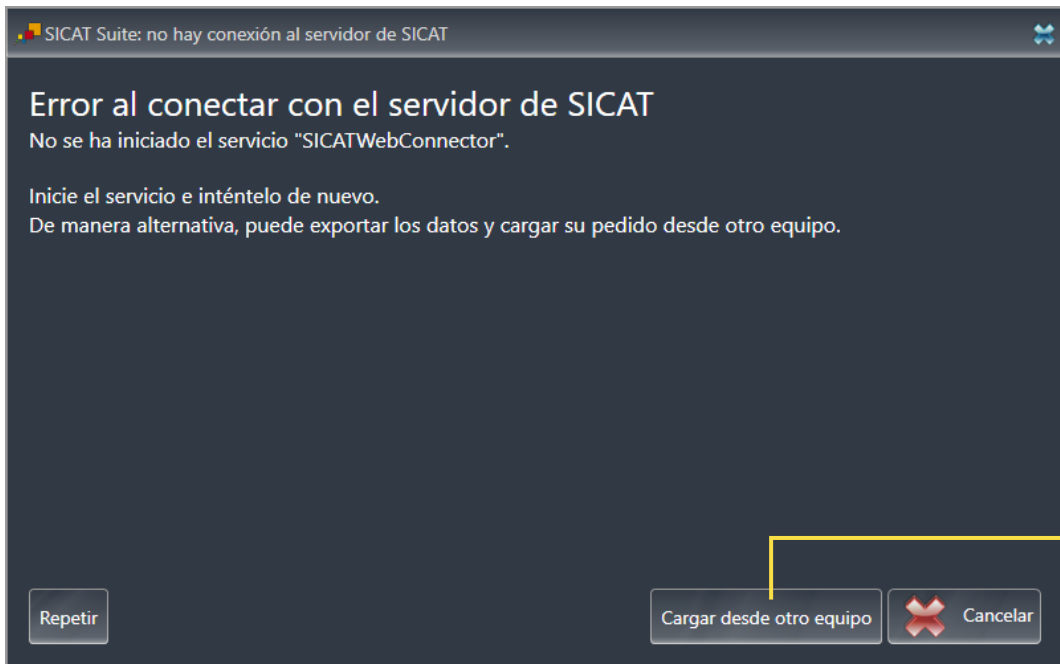 SICAT Suite: no hay conexión al servidor de SICAT
Error al conectar con el servidor de SICAT
No se ha iniciado el servicio "SICATWebConnector".
Inicie el servicio e inténtelo de nuevo.
De manera alternativa, puede exportar los datos y cargar su pedido desde otro equipo.
Repetir
Cargar desde otro equipo
Cancelar